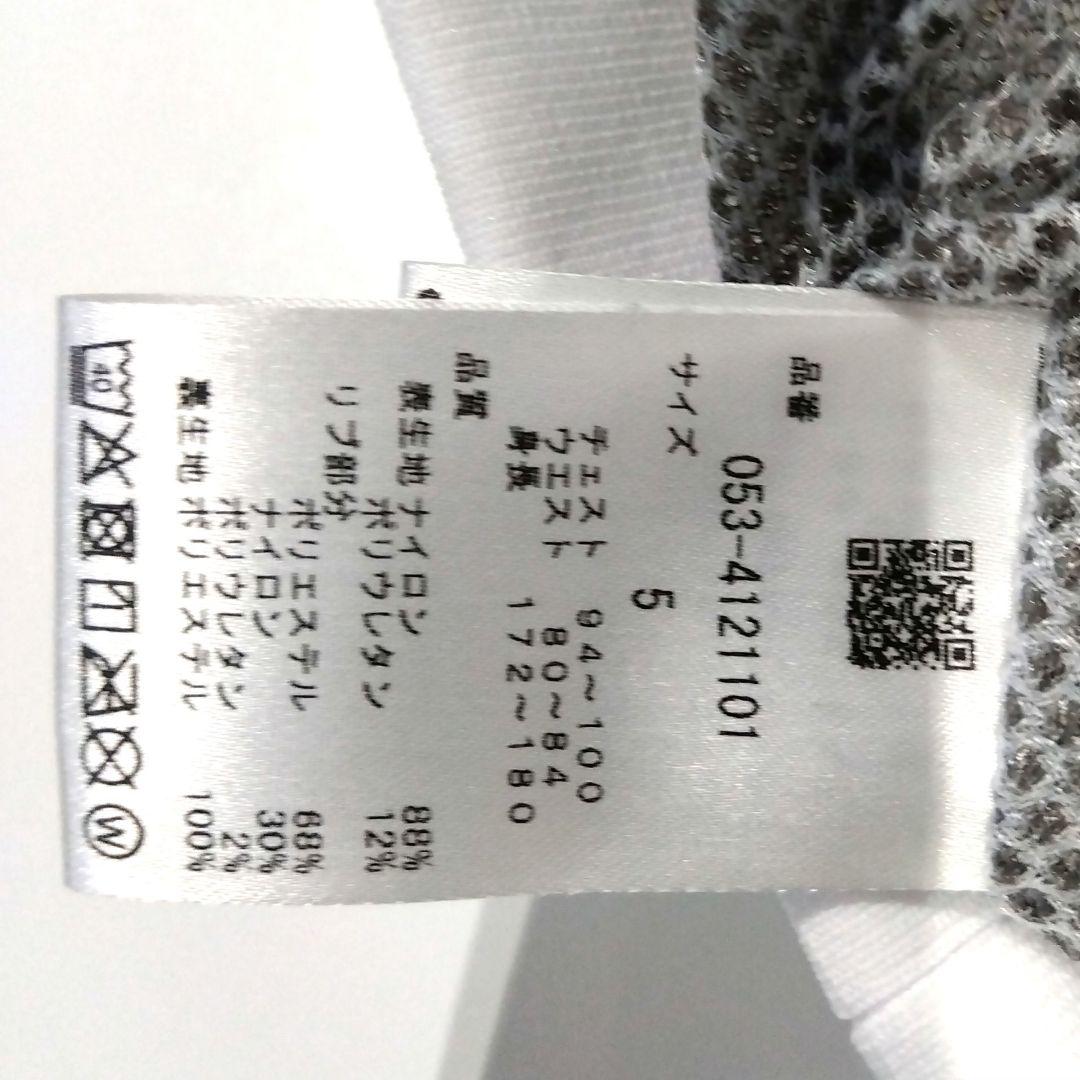 品番
053-4121101
サイズ
5
チェスト 94～100
ウエスト 80～84
身長 172～180
品質
表生地 ナイロン 88%
ポリウレタン 12%
リブ部分
ポリエステル 68%
ナイロン 30%
ポリウレタン 2%
裏生地 ポリエステル 100%
40
W